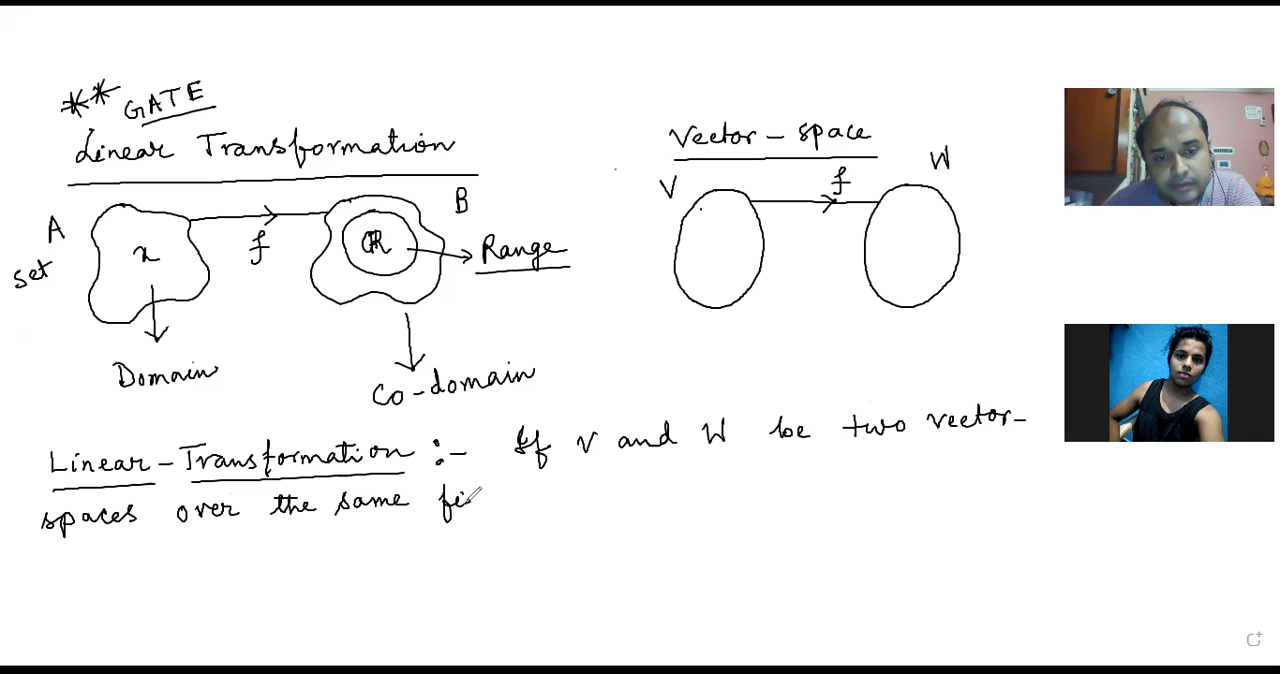 ** GATE
Linear Transformation
Vector - space
A
set
x
f
B
R
Range
Domain
Co-domain
V
f
W
Linear - Transformation :- If V and W be two vector-
spaces over the same fi